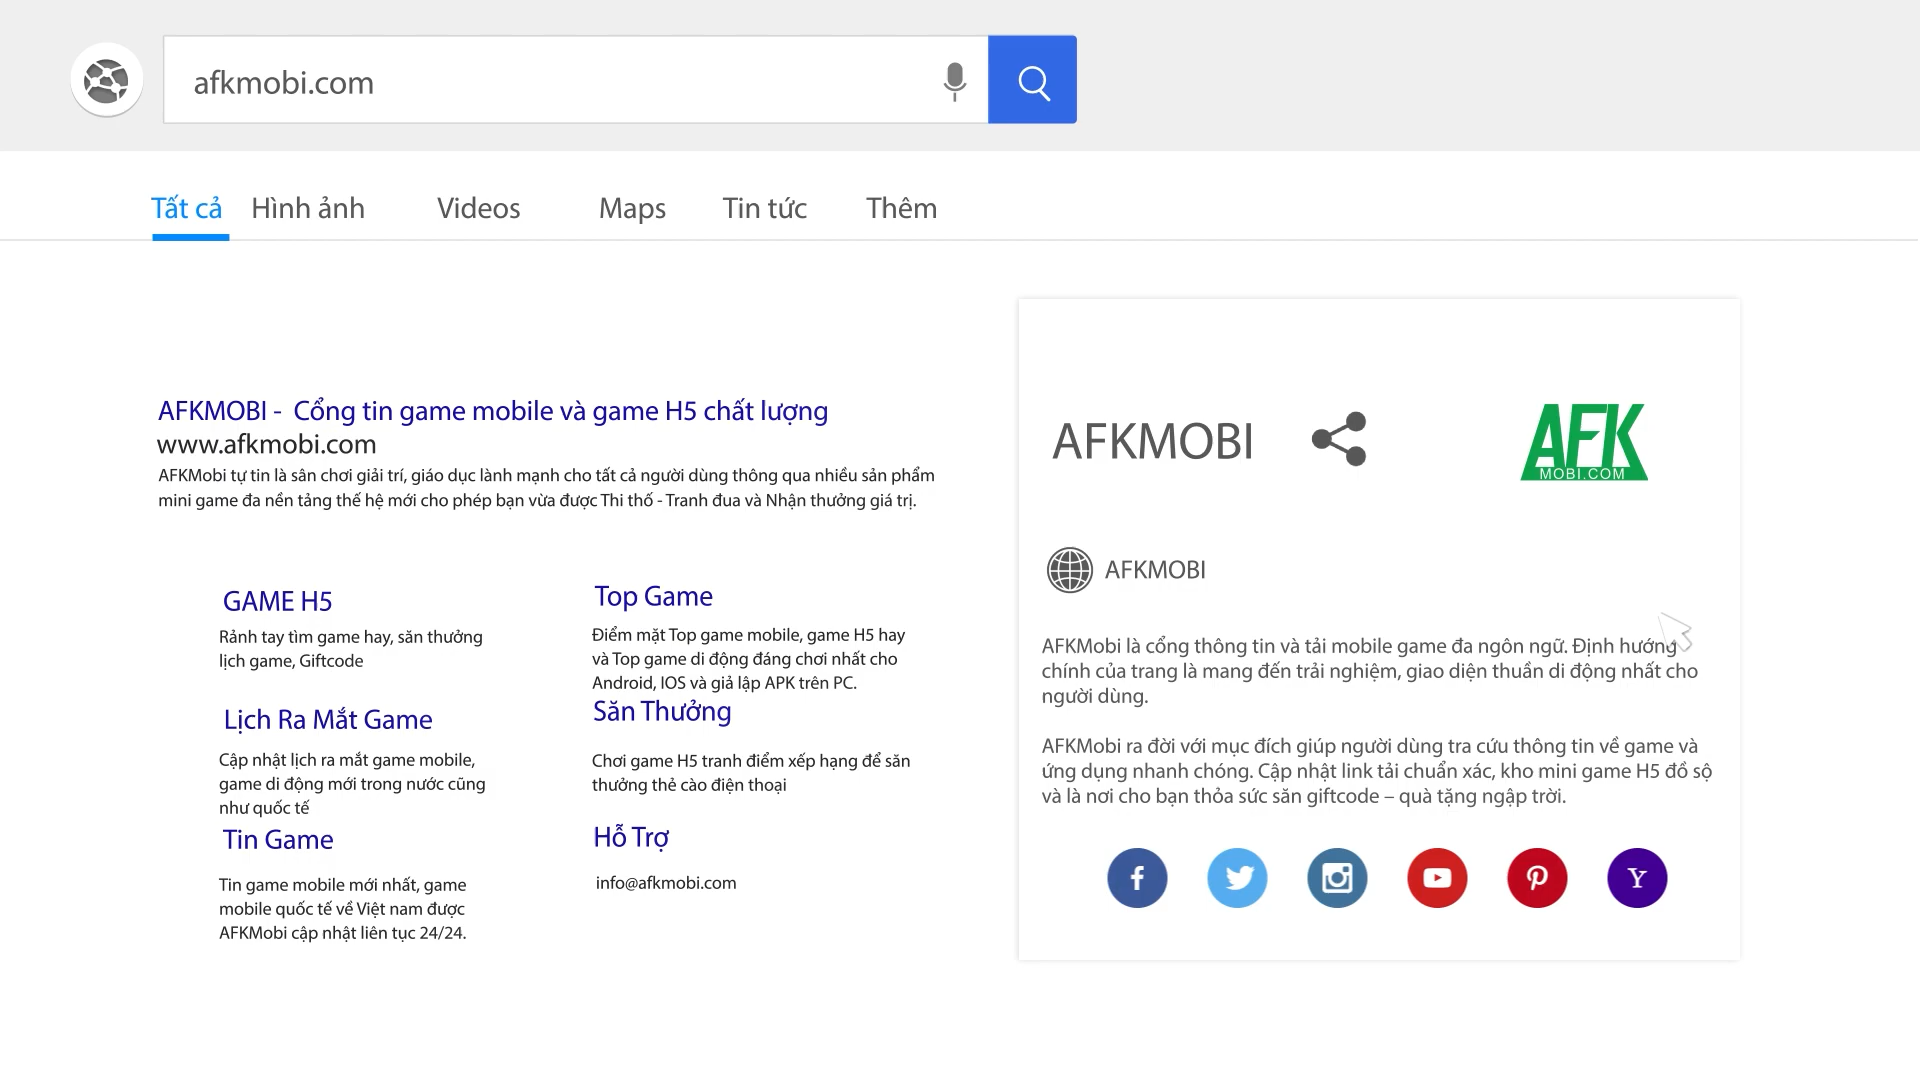 afkmobi.com
Tất cả Hình ảnh Videos Maps Tin tức Thêm
AFKMOBI - Cổng tin game mobile và game H5 chất lượng
www.afkmobi.com
AFKMobi tự tin là sân chơi giải trí, giáo dục lành mạnh cho tất cả người dùng thông qua nhiều sản phẩm
mini game đa nền tảng thế hệ mới cho phép bạn vừa được Thi thố - Tranh đua và Nhận thưởng giá trị.
GAME H5
Rảnh tay tìm game hay, săn thưởng
lịch game, Giftcode
Lịch Ra Mắt Game
Cập nhật lịch ra mắt game mobile,
game di động mới trong nước cũng
như quốc tế
Tin Game
Tin game mobile mới nhất, game
mobile quốc tế về Việt nam được
AFKMobi cập nhật liên tục 24/24.
Top Game
Điểm mặt Top game mobile, game H5 hay
và Top game di động đáng chơi nhất cho
Android, IOS và giả lập APK trên PC.
Săn Thưởng
Chơi game H5 tranh điểm xếp hạng để săn
thưởng thẻ cào điện thoại
Hỗ Trợ
info@afkmobi.com
AFKMOBI
AFK
MOBI.COM
AFKMOBI
AFKMobi là cổng thông tin và tải mobile game đa ngôn ngữ. Định hướng
chính của trang là mang đến trải nghiệm, giao diện thuần di động nhất cho
người dùng.
AFKMobi ra đời với mục đích giúp người dùng tra cứu thông tin về game và
ứng dụng nhanh chóng. Cập nhật link tải chuẩn xác, kho mini game H5 đồ sộ
và là nơi cho bạn thỏa sức săn giftcode – quà tặng ngập trời.